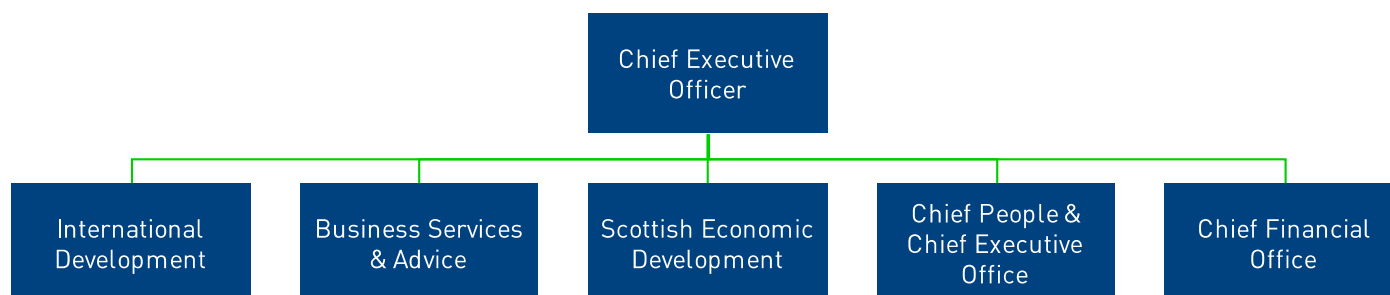 Chief Executive
Officer
International
Development
Business Services
& Advice
Scottish Economic
Development
Chief People &
Chief Executive
Office
Chief Financial
Office